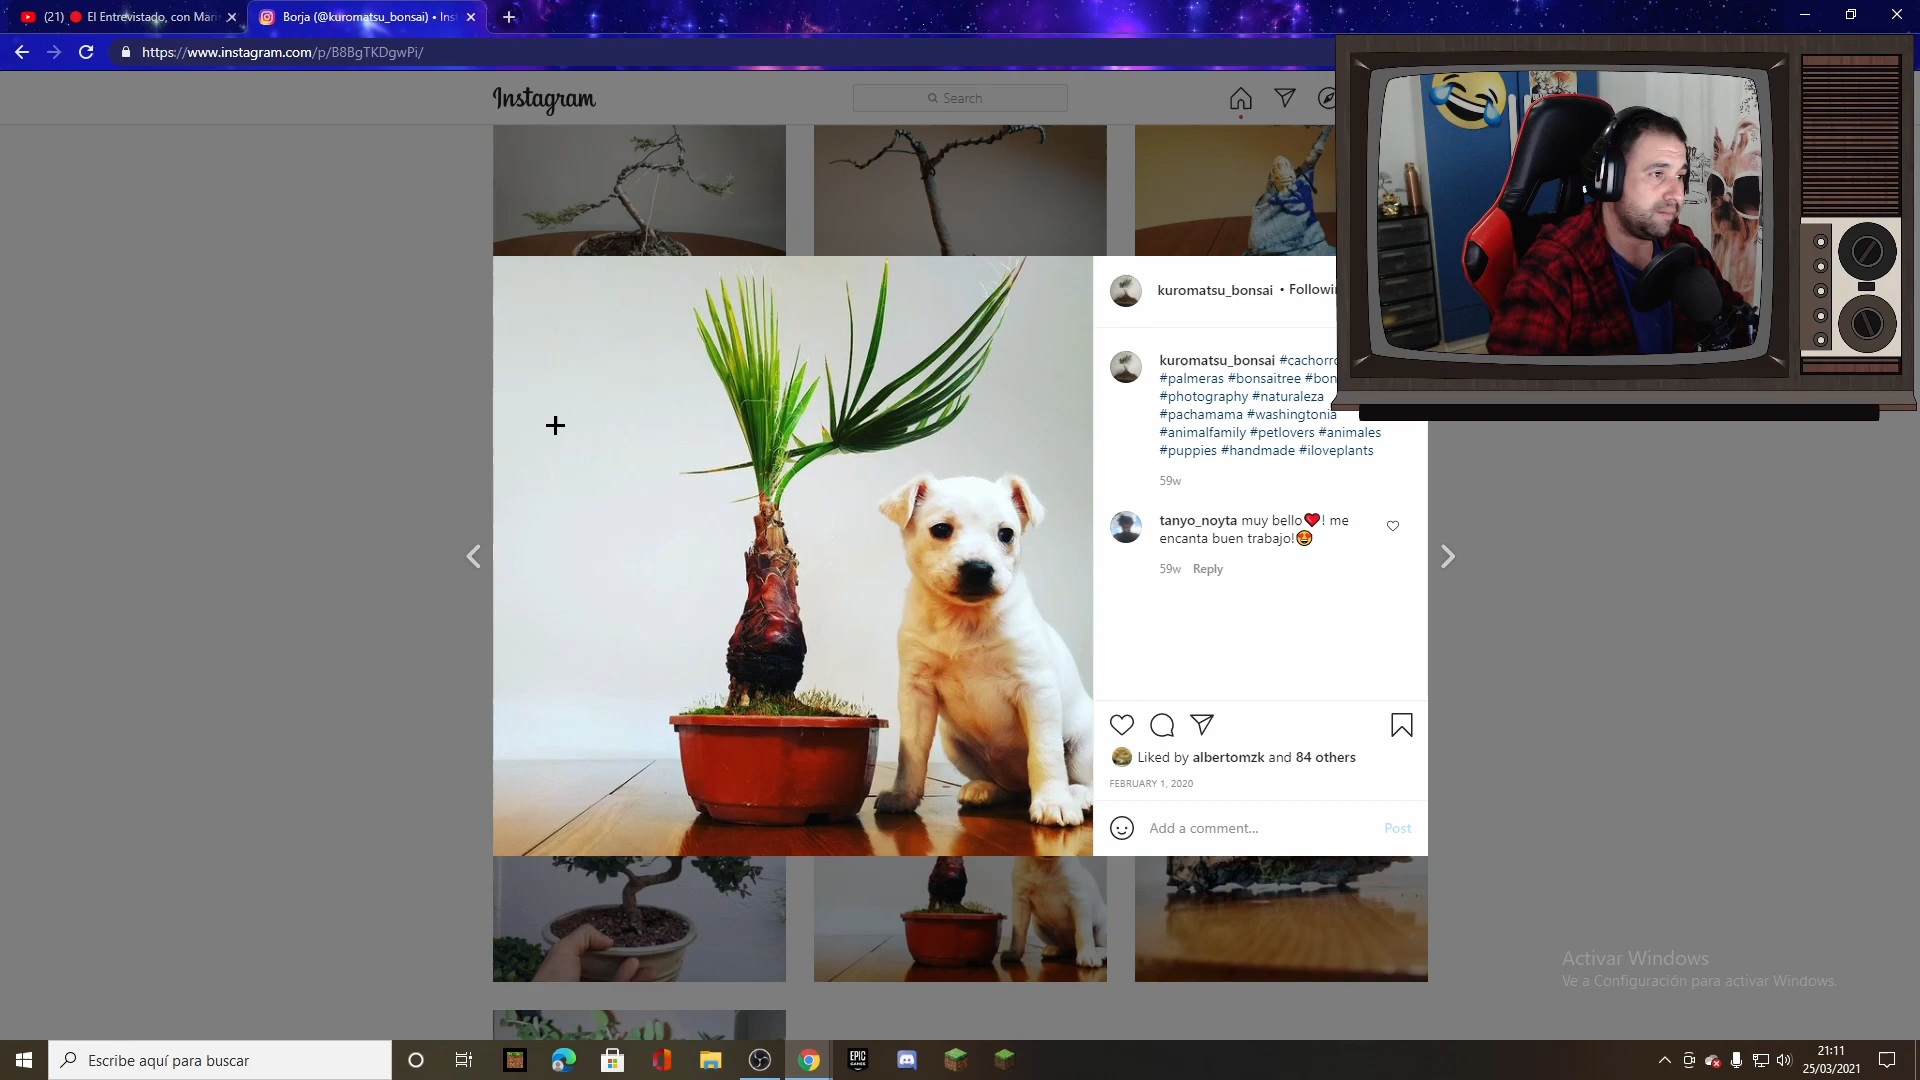 (21) 🔴 El Entrevistado, con Mari
Borja (@kuromatsu_bonsai) • Ins
https://www.instagram.com/p/B8BgTKDgwPi/
Instagram
Search
kuromatsu_bonsai • Followin
kuromatsu_bonsai #cachorro
#palmeras #bonsaitree #bon
#photography #naturaleza
#pachamama #washingtonia
#animalfamily #petlovers #animales
#puppies #handmade #iloveplants
59w
tanyo_noyta muy bello❤️! me
encanta buen trabajo!😍
59w Reply
Liked by albertomzk and 84 others
FEBRUARY 1, 2020
Add a comment...
Post
Activar Windows
Ve a Configuración para activar Windows.
Escribe aquí para buscar
EPIC
GAMES
21:11
25/03/2021